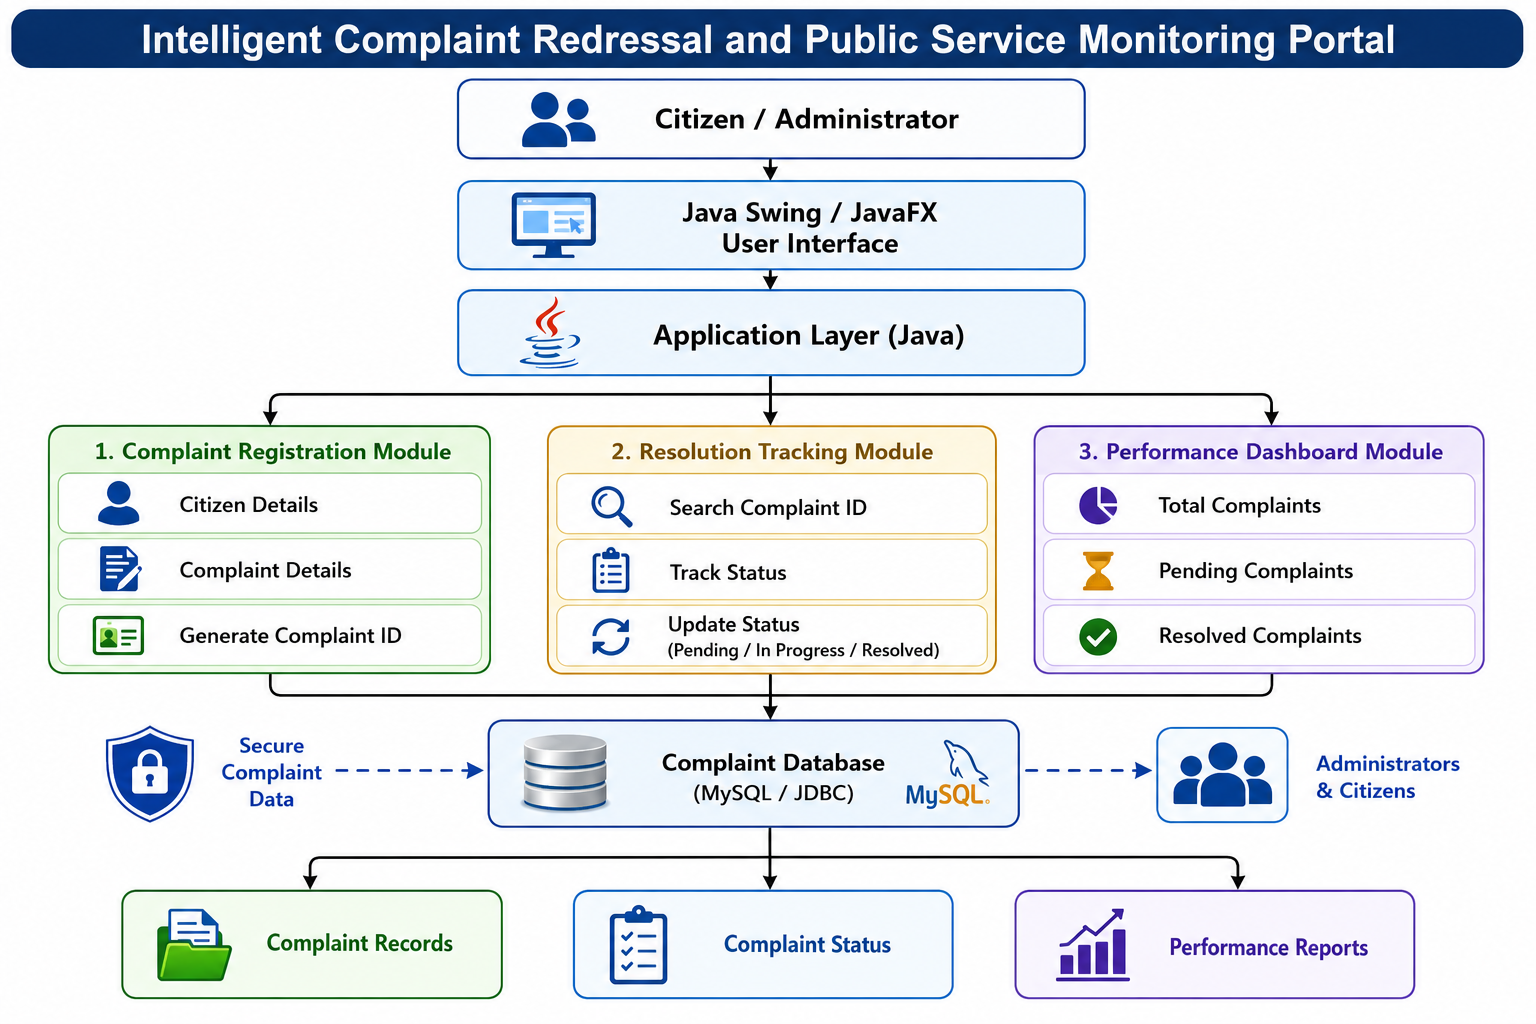 Intelligent Complaint Redressal and Public Service Monitoring Portal
Citizen / Administrator
Java Swing / JavaFX
User Interface
Application Layer (Java)
1. Complaint Registration Module
Citizen Details
Complaint Details
Generate Complaint ID
2. Resolution Tracking Module
Search Complaint ID
Track Status
Update Status
(Pending / In Progress / Resolved)
3. Performance Dashboard Module
Total Complaints
Pending Complaints
Resolved Complaints
Secure
Complaint
Data
Complaint Database
(MySQL / JDBC)
MySQL
Administrators
& Citizens
Complaint Records
Complaint Status
Performance Reports